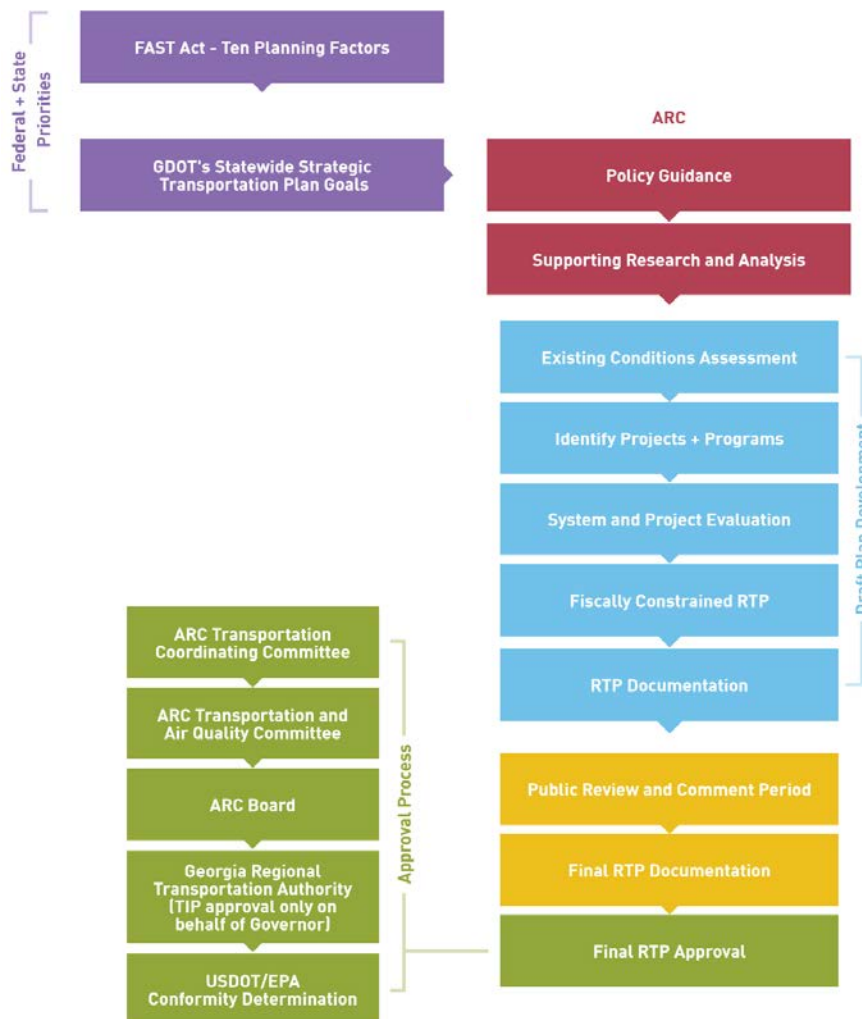 Federal + State
Priorities
FAST Act - Ten Planning Factors
GDOT's Statewide Strategic
Transportation Plan Goals
ARC
Policy Guidance
Supporting Research and Analysis
Existing Conditions Assessment
Identify Projects + Programs
System and Project Evaluation
Fiscally Constrained RTP
RTP Documentation
Draft Plan Development
Public Review and Comment Period
Final RTP Documentation
Final RTP Approval
Approval Process
ARC Transportation
Coordinating Committee
ARC Transportation and
Air Quality Committee
ARC Board
Georgia Regional
Transportation Authority
(TIP approval only on
behalf of Governor)
USDOT/EPA
Conformity Determination